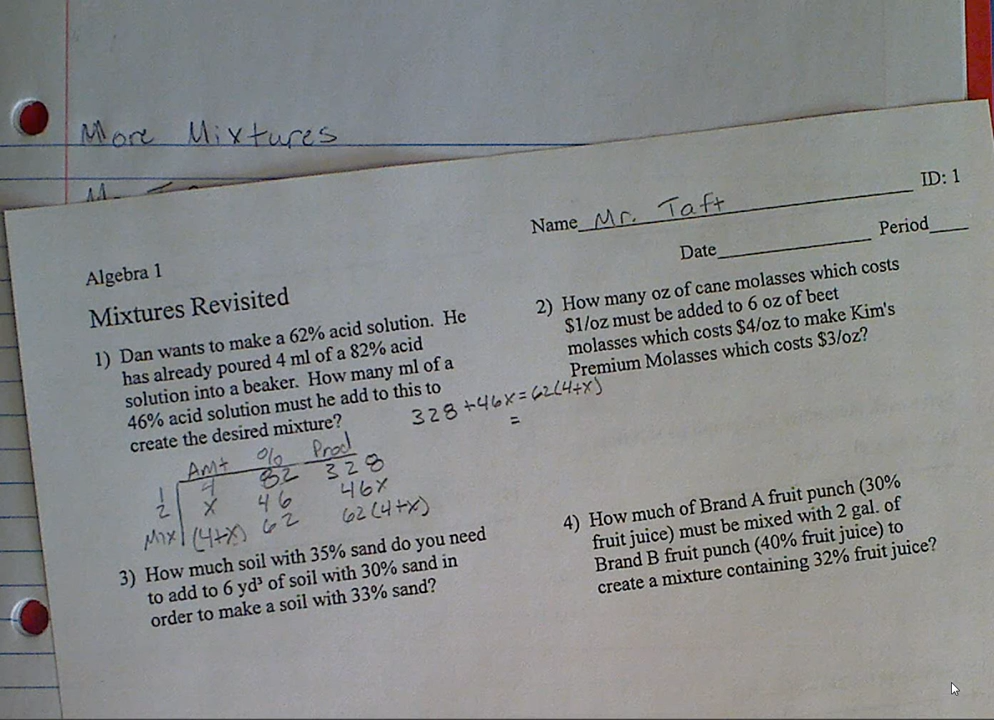 More Mixtures
Name Mr. Taft ID: 1
Date Period
Algebra 1
Mixtures Revisited
1) Dan wants to make a 62% acid solution. He
has already poured 4 ml of a 82% acid
solution into a beaker. How many ml of a
46% acid solution must he add to this to
create the desired mixture?
Amt % Prod
1 4 82 328
2 x 46 46x
Mix (4+x) 62 62(4+x)
328 + 46x = 62(4+x)
=
2) How many oz of cane molasses which costs
$1/oz must be added to 6 oz of beet
molasses which costs $4/oz to make Kim's
Premium Molasses which costs $3/oz?
3) How much soil with 35% sand do you need
to add to 6 yd³ of soil with 30% sand in
order to make a soil with 33% sand?
4) How much of Brand A fruit punch (30%
fruit juice) must be mixed with 2 gal. of
Brand B fruit punch (40% fruit juice) to
create a mixture containing 32% fruit juice?